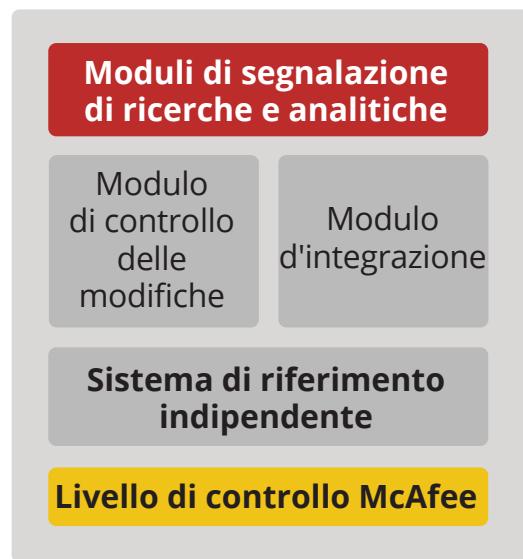 Moduli di segnalazione
di ricerche e analitiche
Modulo
di controllo
delle
modifiche
Modulo
d'integrazione
Sistema di riferimento
indipendente
Livello di controllo McAfee